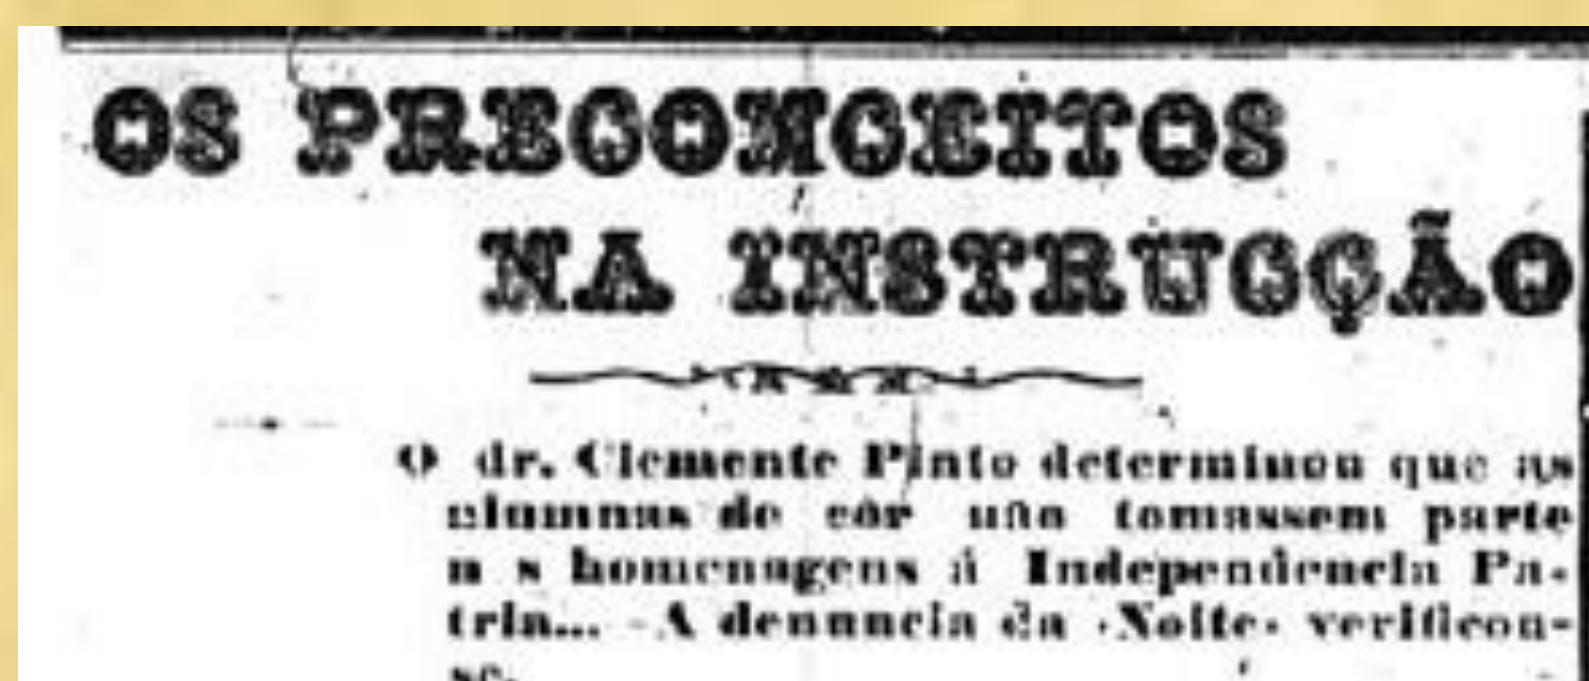 OS PRECONCEITOS
NA INSTRUCÇÃO
O dr. Clemente Pinto determinou que as
alumnas de côr não tomassem parte
n s homenagens á Independencia Pa-
tria... - A denuncia da «Noite» verificou-
se.